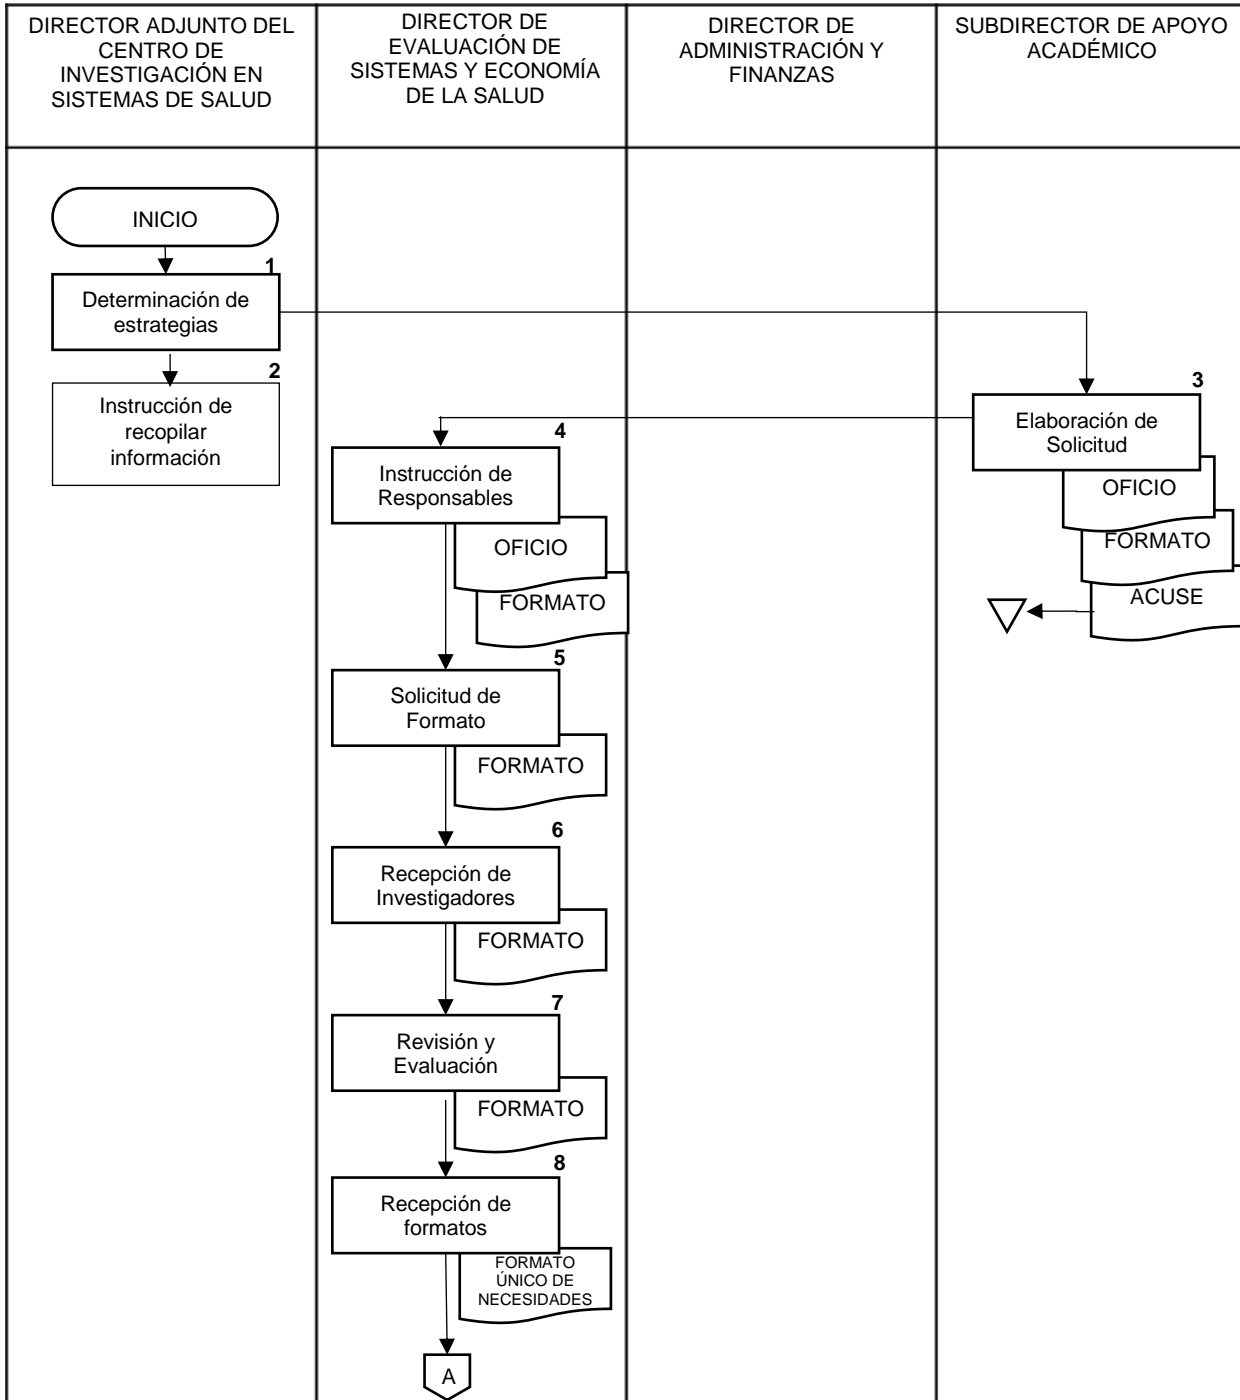 DIRECTOR ADJUNTO DEL
CENTRO DE
INVESTIGACIÓN EN
SISTEMAS DE SALUD
DIRECTOR DE
EVALUACIÓN DE
SISTEMAS Y ECONOMÍA
DE LA SALUD
DIRECTOR DE
ADMINISTRACIÓN Y
FINANZAS
SUBDIRECTOR DE APOYO
ACADÉMICO
INICIO
1
Determinación de
estrategias
2
Instrucción de
recopilar
información
3
Elaboración de
Solicitud
OFICIO
FORMATO
ACUSE
4
Instrucción de
Responsables
OFICIO
FORMATO
5
Solicitud de
Formato
FORMATO
6
Recepción de
Investigadores
FORMATO
7
Revisión y
Evaluación
FORMATO
8
Recepción de
formatos
FORMATO
ÚNICO DE
NECESIDADES
A